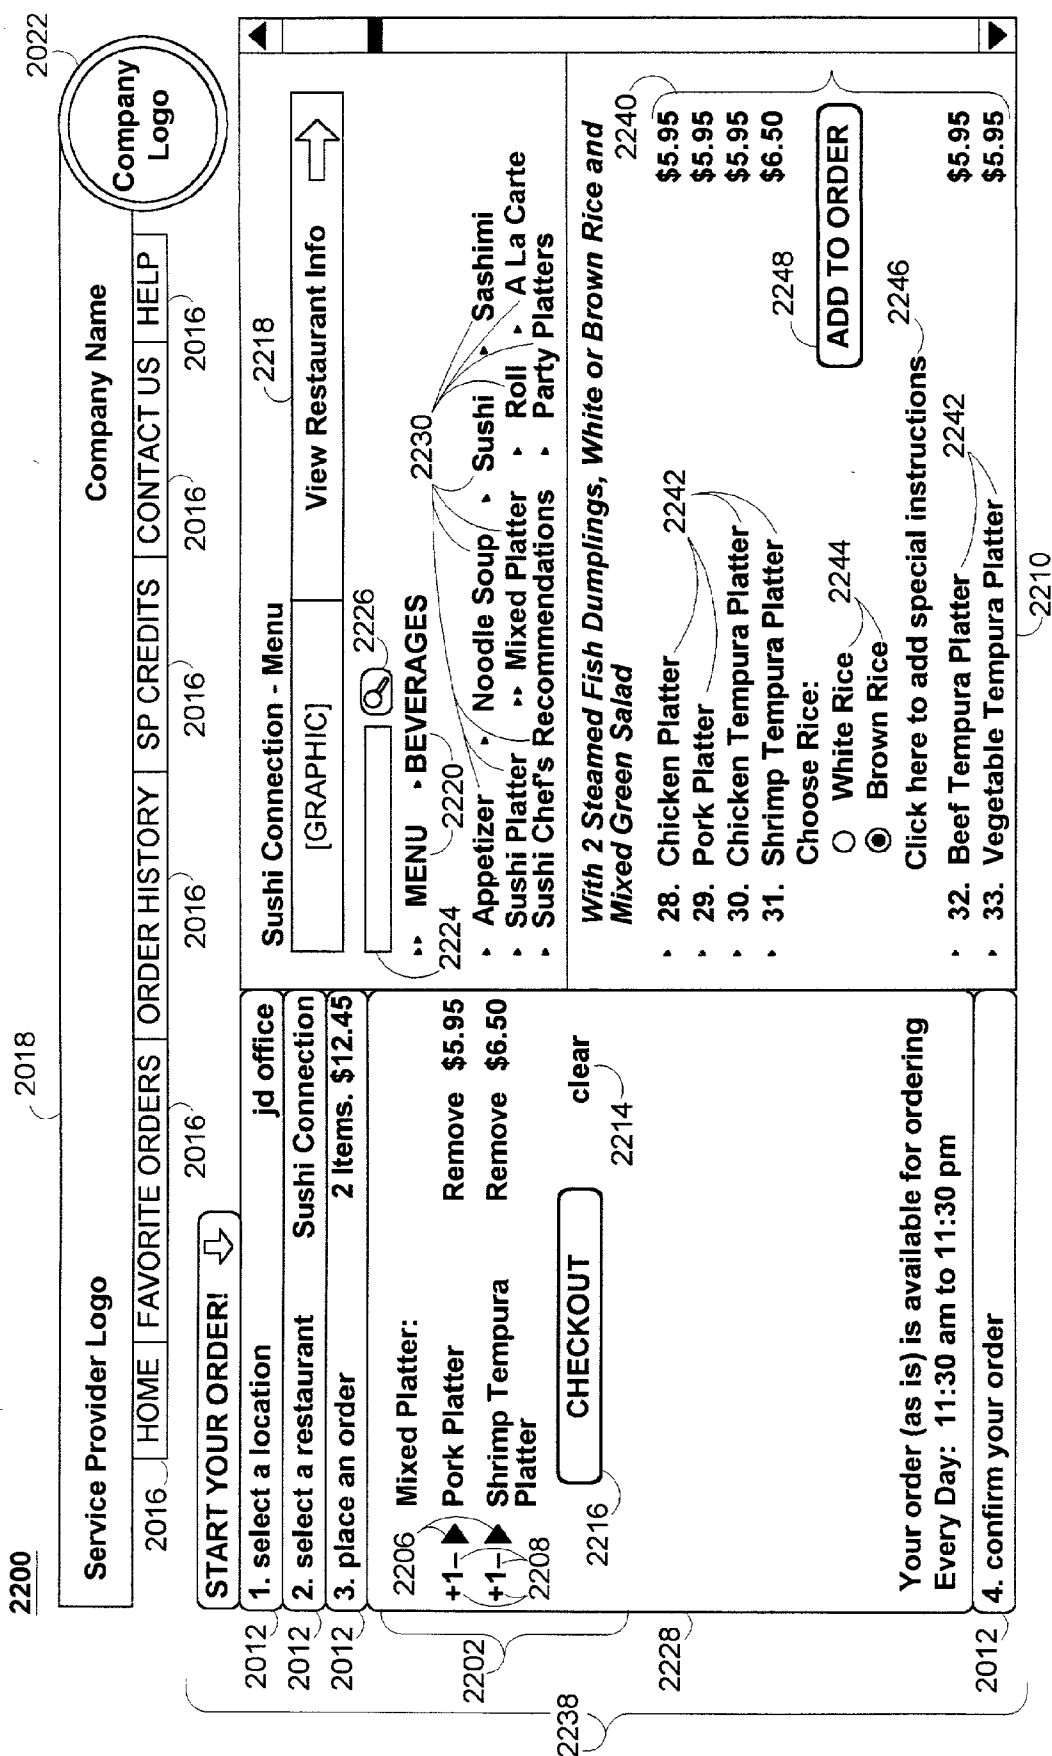 2200
2018
2022
Service Provider Logo
Company Name
Company
Logo
HOME | FAVORITE ORDERS | ORDER HISTORY | SP CREDITS | CONTACT US | HELP
2016
2016
2016
2016
2016
2016
START YOUR ORDER!
2012
1. select a location jd office
2012
2. select a restaurant Sushi Connection
2012
3. place an order 2 Items. $12.45
2206
Mixed Platter:
+1– Pork Platter Remove $5.95
+1– Shrimp Tempura Remove $6.50
Platter
2208
2202
CHECKOUT
2216
clear
2214
2228
2238
Your order (as is) is available for ordering
Every Day: 11:30 am to 11:30 pm
2012
4. confirm your order
Sushi Connection - Menu
2218
[GRAPHIC]
View Restaurant Info
2226
2224
MENU BEVERAGES
2220
2230
Appetizer Noodle Soup Sushi Sashimi
Sushi Platter Mixed Platter Roll A La Carte
Sushi Chef's Recommendations Party Platters
With 2 Steamed Fish Dumplings, White or Brown Rice and
Mixed Green Salad
2240
28. Chicken Platter $5.95
29. Pork Platter $5.95
30. Chicken Tempura Platter $5.95
31. Shrimp Tempura Platter $6.50
2242
Choose Rice:
White Rice
Brown Rice
2244
2248
ADD TO ORDER
Click here to add special instructions
2246
32. Beef Tempura Platter $5.95
33. Vegetable Tempura Platter $5.95
2242
2210